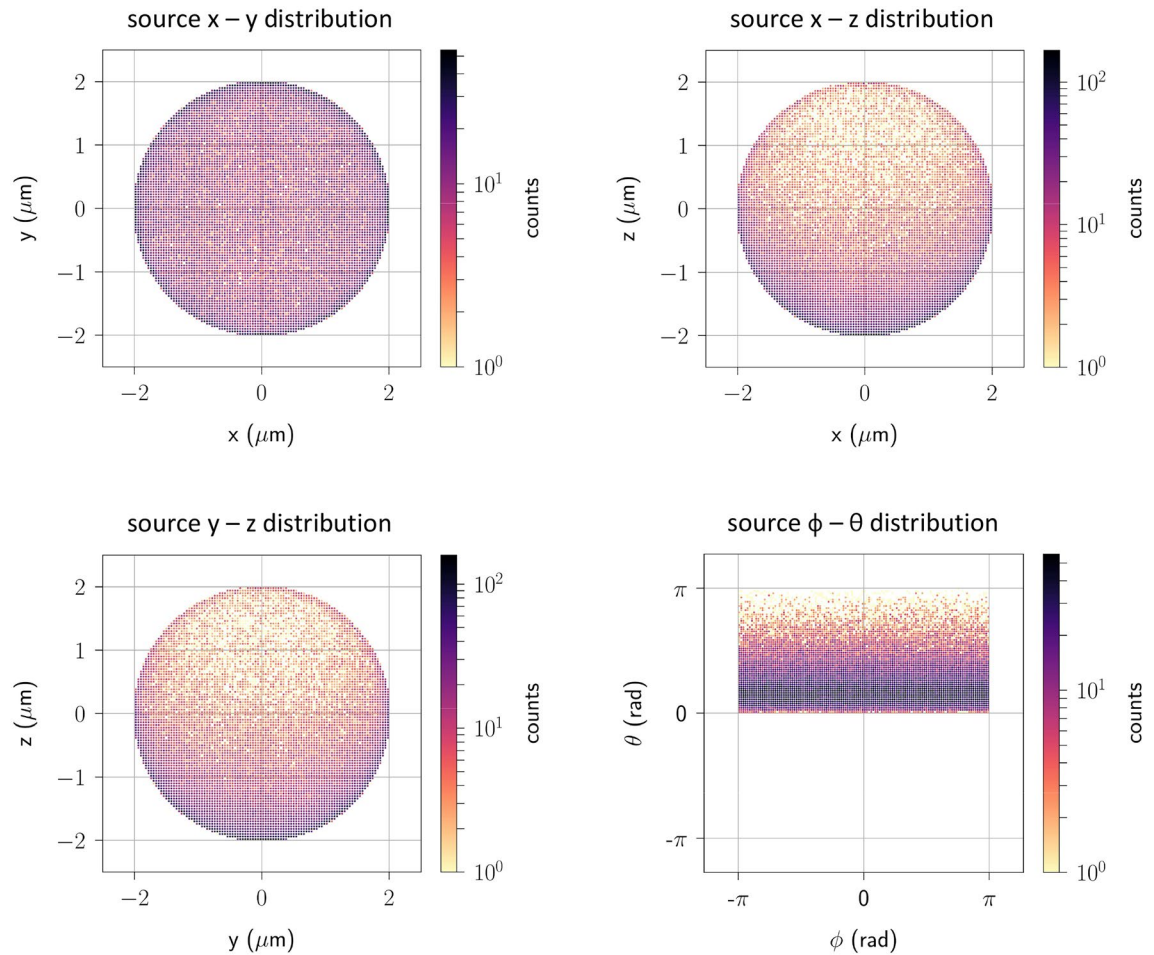 source x – y distribution
2
1
0
−1
−2
y (μm)
−2
0
2
x (μm)
10¹
10⁰
counts
source x – z distribution
2
1
0
−1
−2
z (μm)
−2
0
2
x (μm)
10²
10¹
10⁰
counts
source y – z distribution
2
1
0
−1
−2
z (μm)
−2
0
2
y (μm)
10²
10¹
10⁰
counts
source ϕ – θ distribution
π
0
-π
θ (rad)
-π
0
π
ϕ (rad)
10¹
10⁰
counts